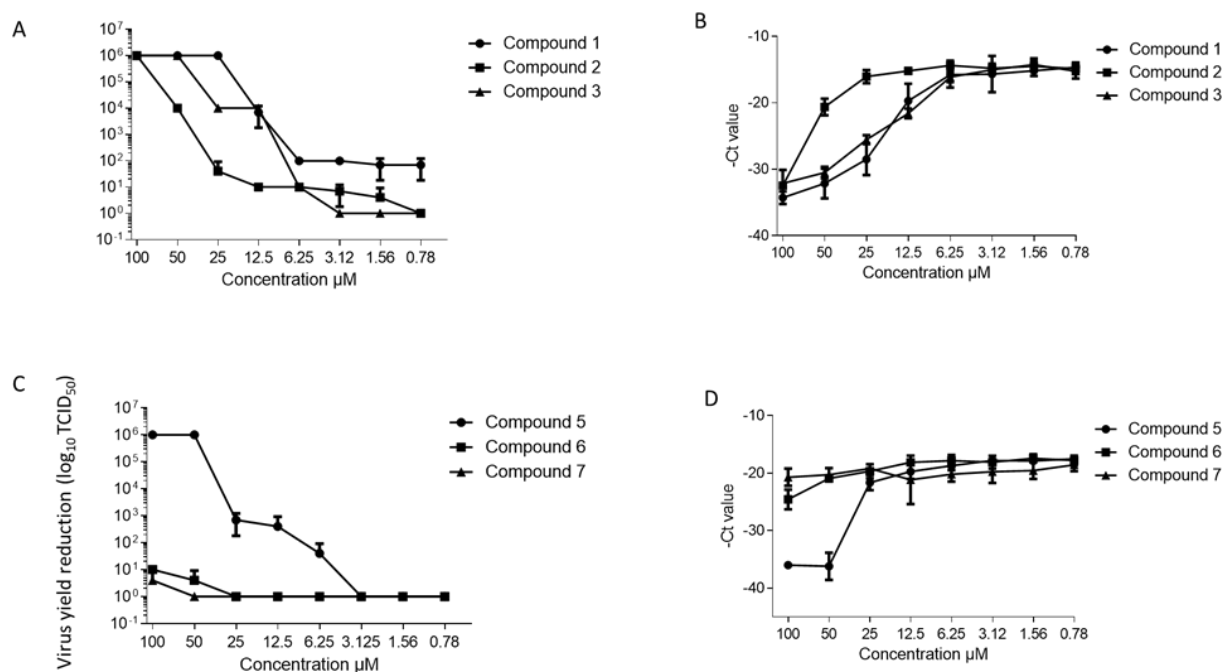 A
10⁷
10⁶
10⁵
10⁴
10³
10²
10¹
10⁰
10⁻¹
100 50 25 12.5 6.25 3.12 1.56 0.78
Concentration µM
Compound 1
Compound 2
Compound 3
B
-Ct value
-10
-20
-30
-40
100 50 25 12.5 6.25 3.12 1.56 0.78
Concentration µM
Compound 1
Compound 2
Compound 3
C
Virus yield reduction (log₁₀ TCID₅₀)
10⁷
10⁶
10⁵
10⁴
10³
10²
10¹
10⁰
10⁻¹
100 50 25 12.5 6.25 3.125 1.56 0.78
Concentration µM
Compound 5
Compound 6
Compound 7
D
-Ct value
-10
-20
-30
-40
100 50 25 12.5 6.25 3.12 1.56 0.78
Concentration µM
Compound 5
Compound 6
Compound 7